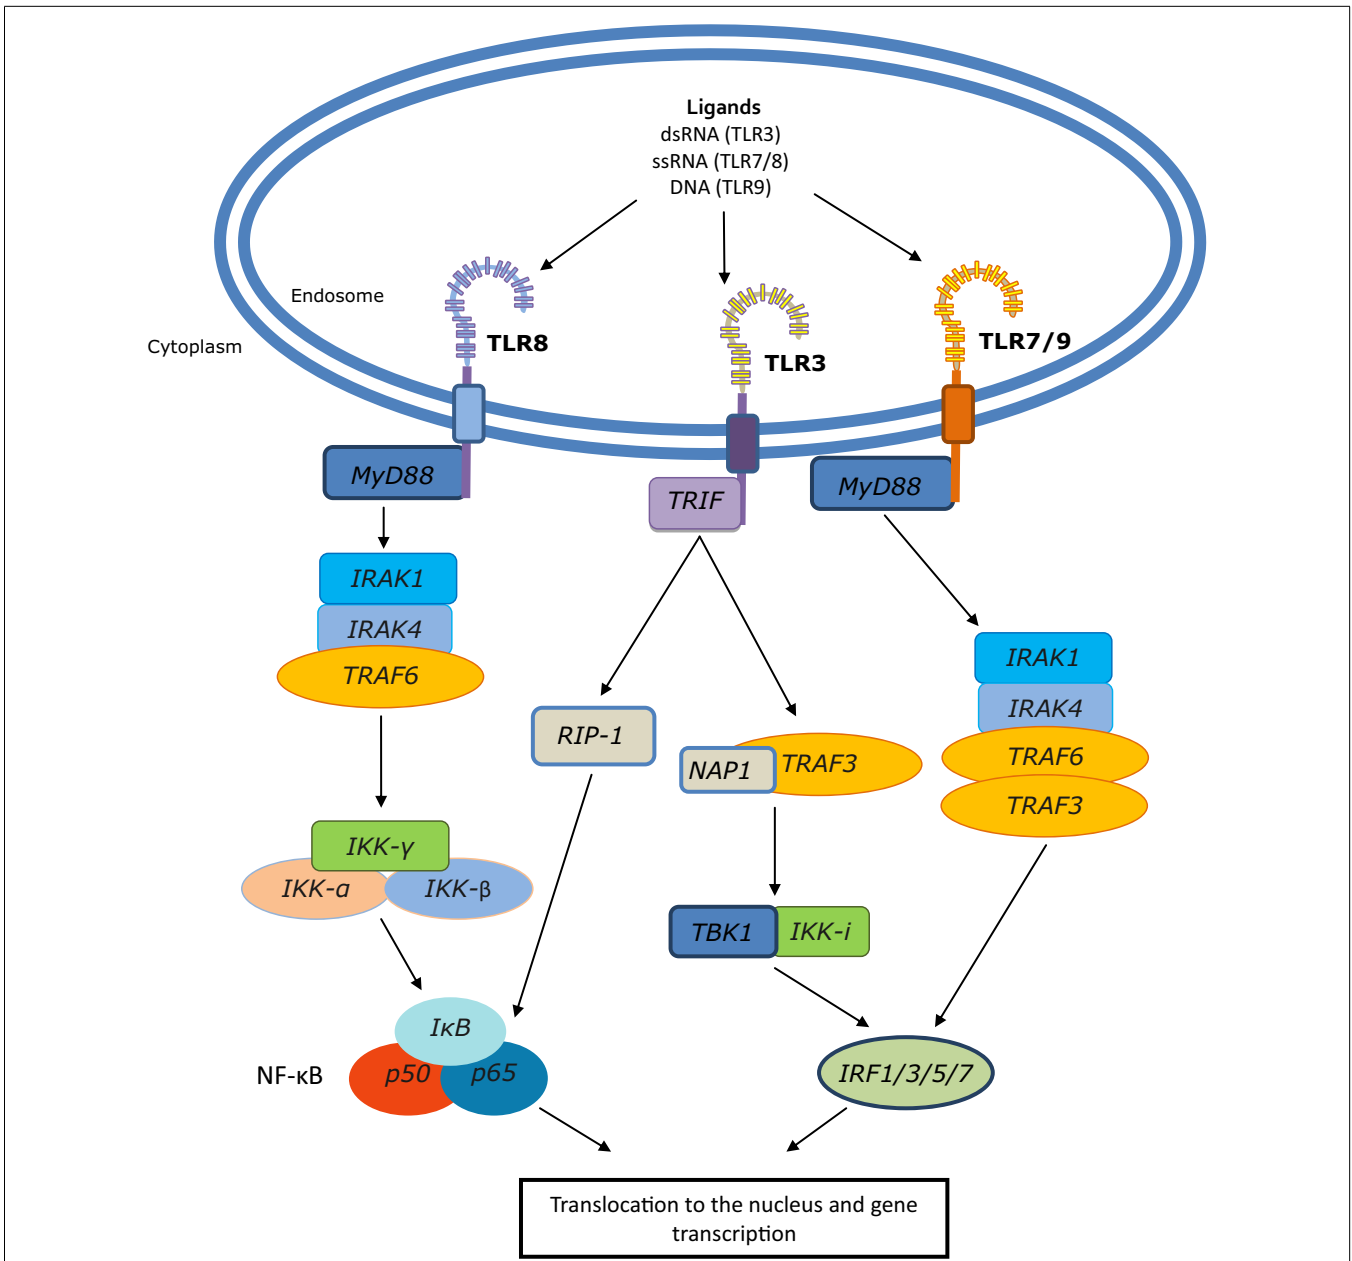 Ligands
dsRNA (TLR3)
ssRNA (TLR7/8)
DNA (TLR9)
Endosome
Cytoplasm
TLR8
TLR3
TLR7/9
MyD88
TRIF
MyD88
IRAK1
IRAK4
TRAF6
IRAK1
IRAK4
TRAF6
TRAF3
RIP-1
NAP1
TRAF3
IKK-γ
IKK-α
IKK-β
TBK1
IKK-i
IκB
NF-κB
p50
p65
IRF1/3/5/7
Translocation to the nucleus and gene
transcription